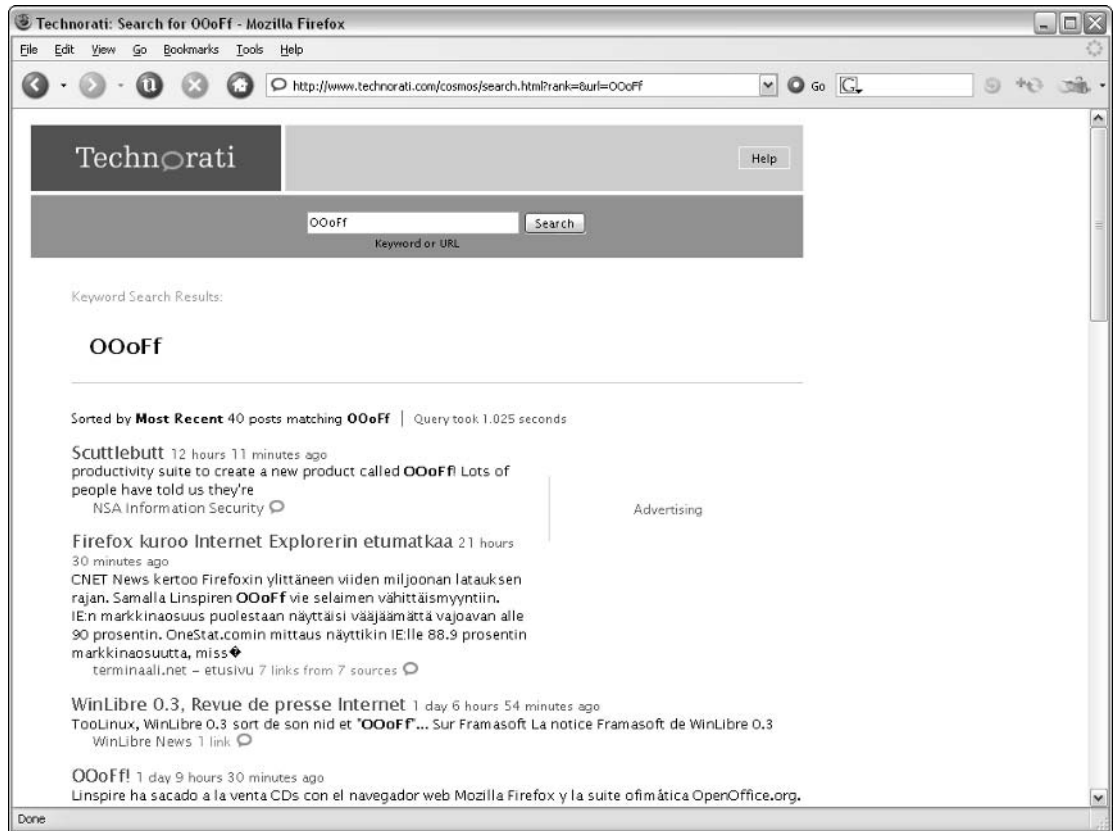 Technorati: Search for OOoFf - Mozilla Firefox
File Edit View Go Bookmarks Tools Help
http://www.technorati.com/cosmos/search.html?rank=&url=OOoFf
Go
G
Technorati
Help
OOoFf
Search
Keyword or URL
Keyword Search Results:
OOoFf
Sorted by Most Recent 40 posts matching OOoFf | Query took 1.025 seconds
Scuttlebutt 12 hours 11 minutes ago
productivity suite to create a new product called OOoFf! Lots of
people have told us they're
NSA Information Security
Advertising
Firefox kuroo Internet Explorerin etumatkaa 21 hours
30 minutes ago
CNET News kertoo Firefoxin ylittäneen viiden miljoonan latauksen
rajan. Samalla Linspiren OOoFf vie selaimen vähittäismyyntiin.
IE:n markkinaosuus puolestaan näyttäisi vääjäämättä vajoavan alle
90 prosentin. OneStat.comin mittaus näyttikin IE:lle 88.9 prosentin
markkinaosuutta, miss�
terminaali.net – etusivu 7 links from 7 sources
WinLibre 0.3, Revue de presse Internet 1 day 6 hours 54 minutes ago
TooLinux, WinLibre 0.3 sort de son nid et "OOoFf"... Sur Framasoft La notice Framasoft de WinLibre 0.3
WinLibre News 1 link
OOoFf! 1 day 9 hours 30 minutes ago
Linspire ha sacado a la venta CDs con el navegador web Mozilla Firefox y la suite ofimática OpenOffice.org.
Done